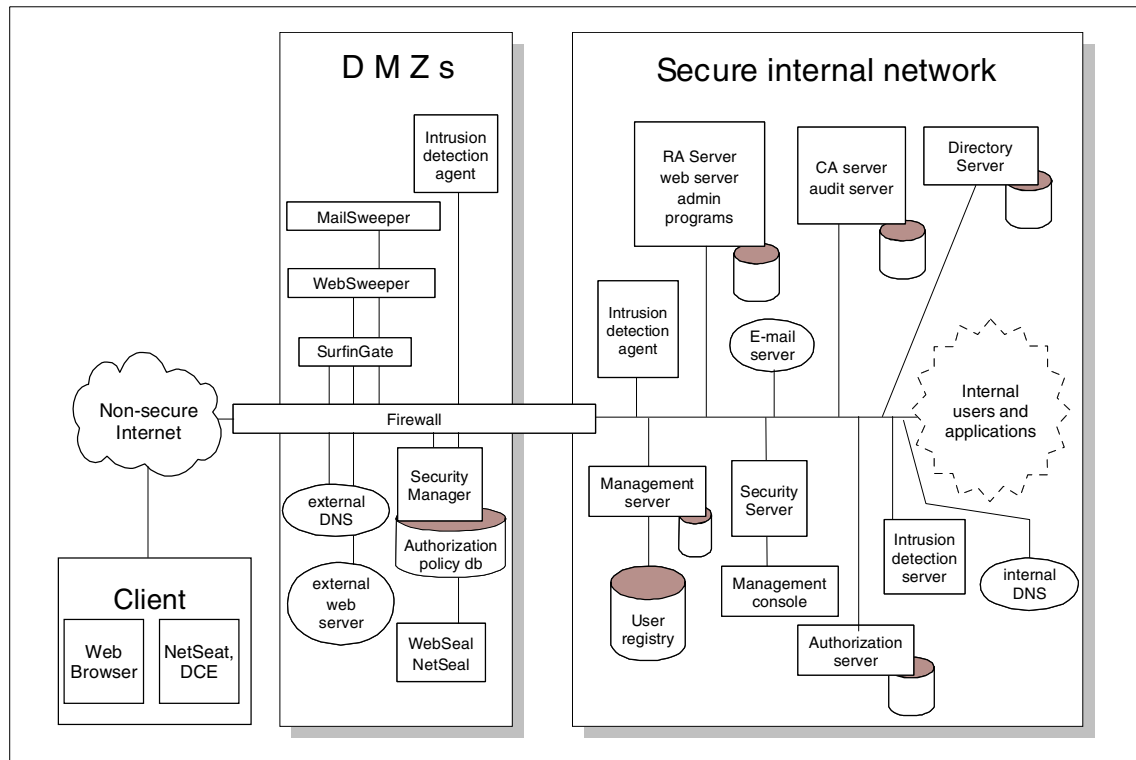 D M Z s
Secure internal network
Intrusion
detection
agent
MailSweeper
WebSweeper
SurfinGate
RA Server
web server
admin
programs
CA server
audit server
Directory
Server
Intrusion
detection
agent
E-mail
server
Non-secure
Internet
Firewall
Internal
users and
applications
external
DNS
Security
Manager
Authorization
policy db
external
web
server
WebSeal
NetSeal
Management
server
User
registry
Security
Server
Management
console
Authorization
server
Intrusion
detection
server
internal
DNS
Client
Web
Browser
NetSeat,
DCE